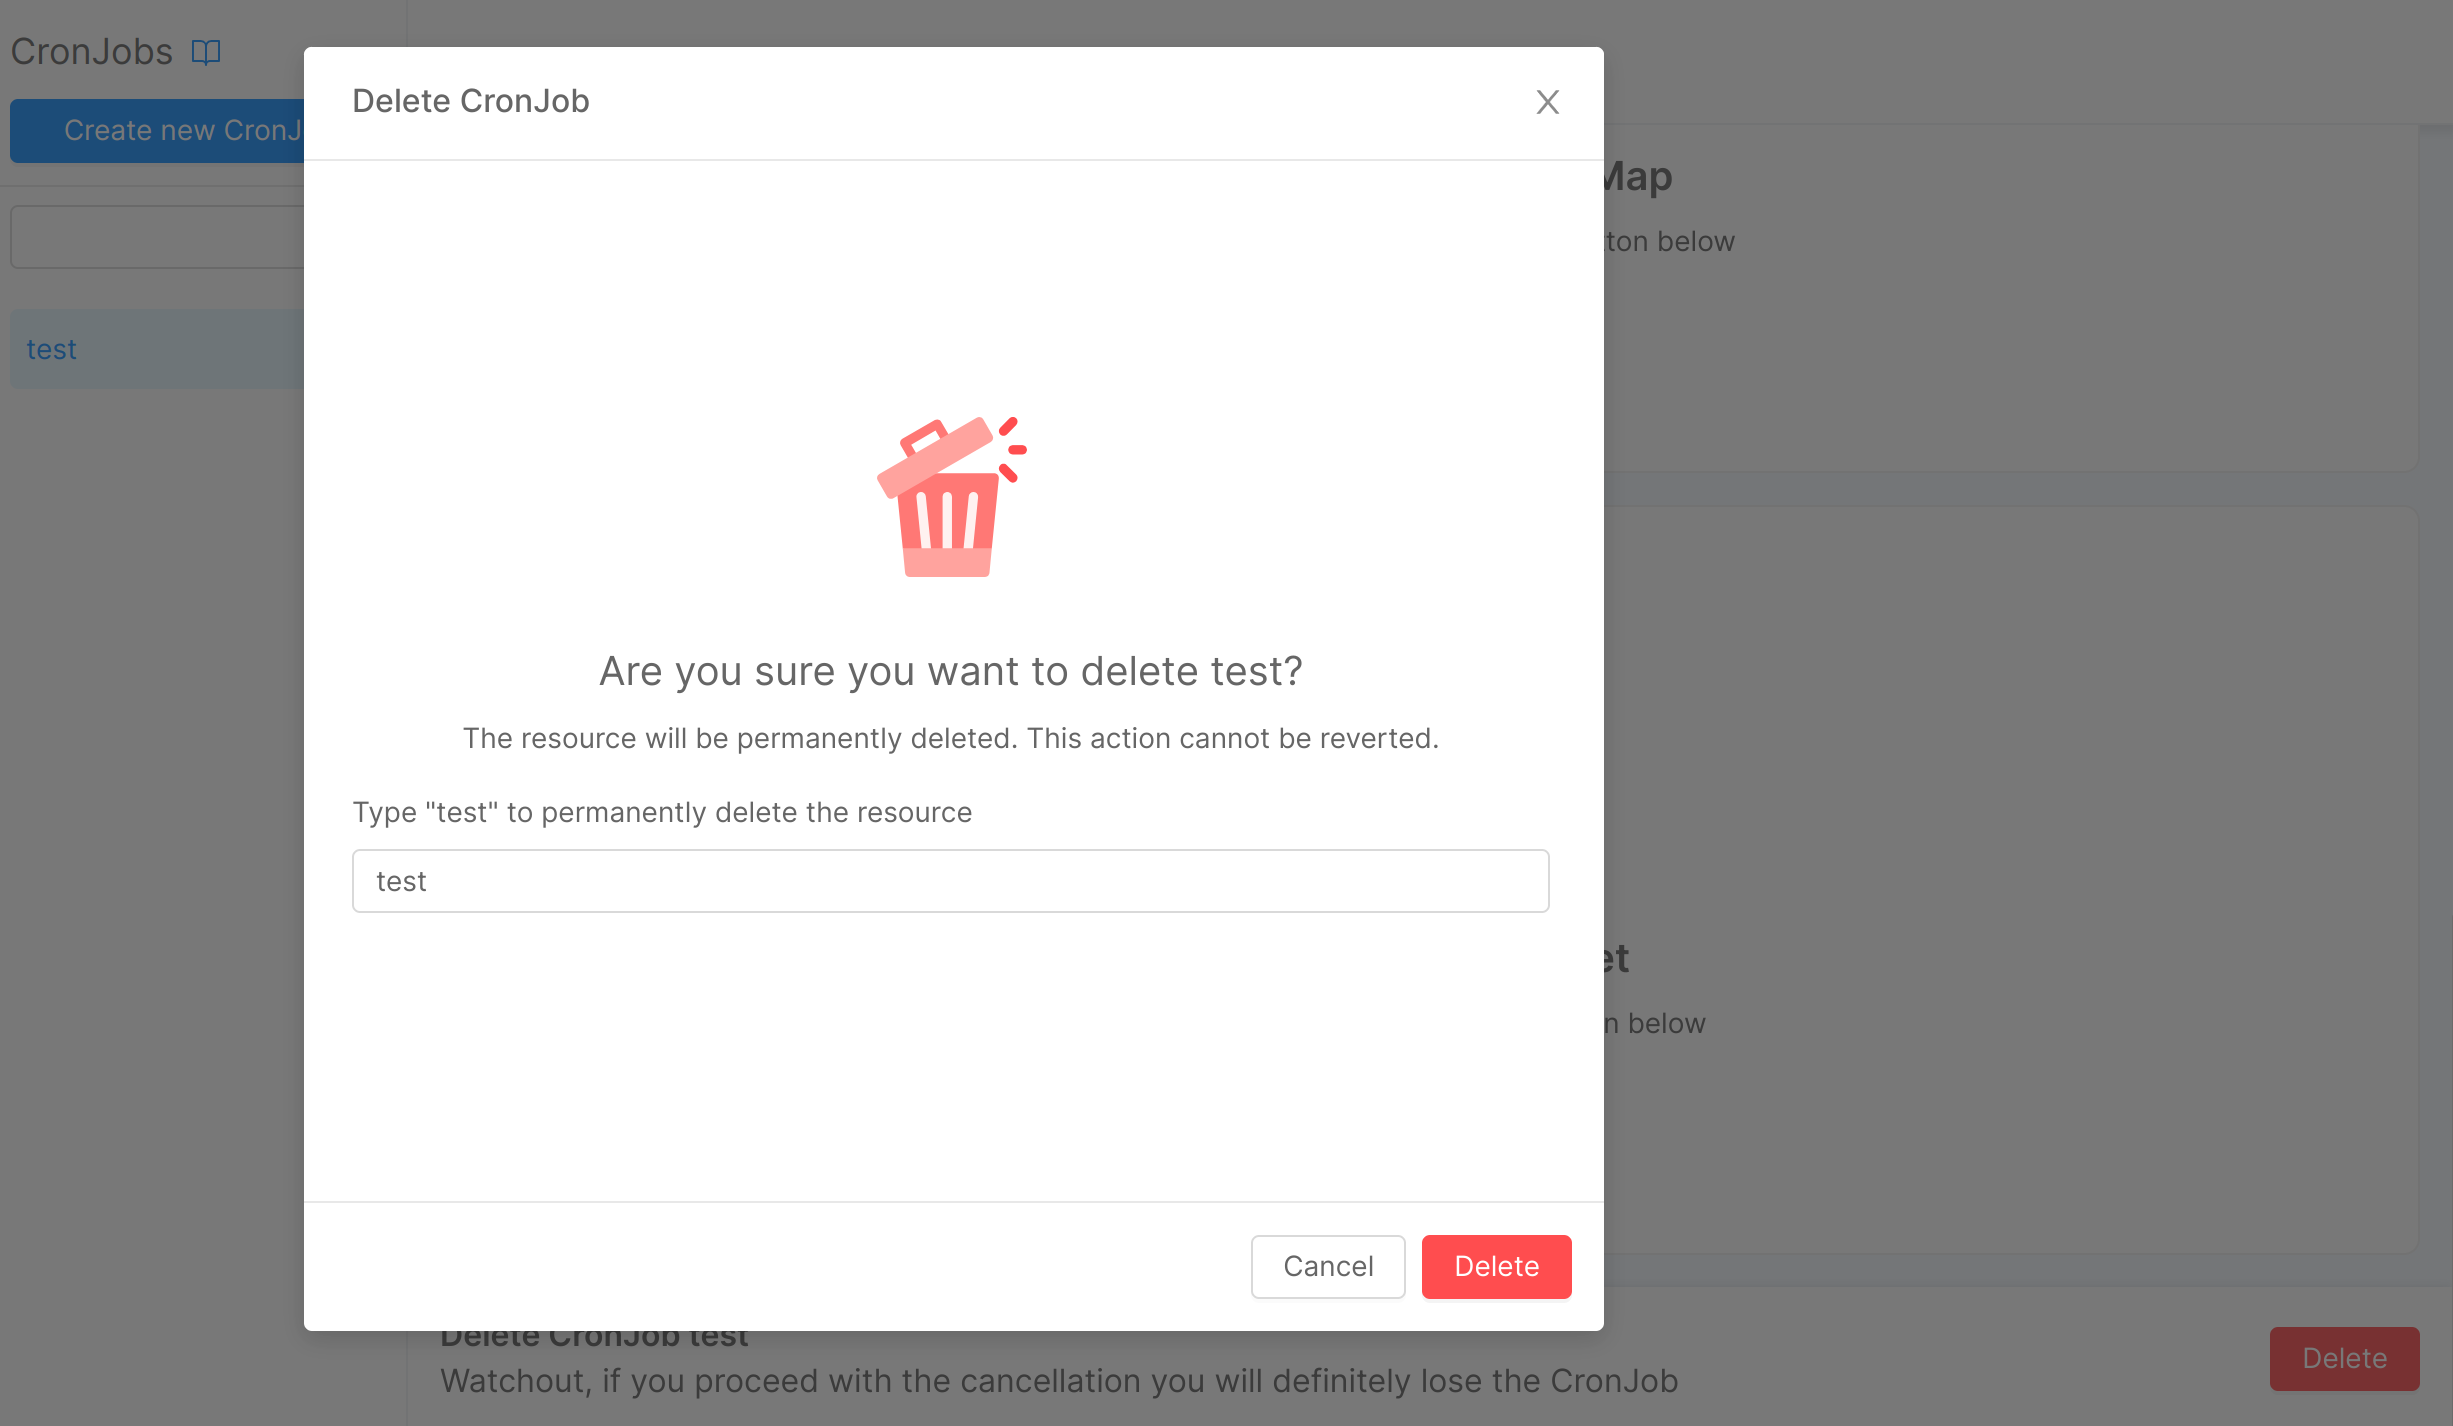 CronJobs
Create new CronJ
test
Map
ton below
et
n below
Delete CronJob
Are you sure you want to delete test?
The resource will be permanently deleted. This action cannot be reverted.
Type "test" to permanently delete the resource
test
Cancel
Delete
Delete CronJob test
Watchout, if you proceed with the cancellation you will definitely lose the CronJob
Delete